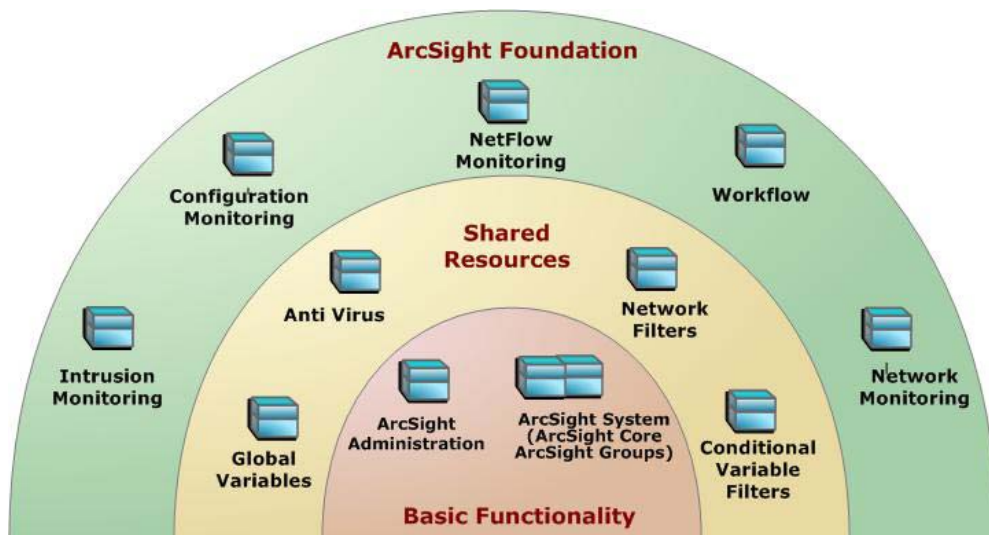 ArcSight Foundation
NetFlow
Monitoring
Configuration
Monitoring
Workflow
Intrusion
Monitoring
Network
Monitoring
Shared
Resources
Anti Virus
Network
Filters
Global
Variables
Conditional
Variable
Filters
ArcSight
Administration
ArcSight System
(ArcSight Core
ArcSight Groups)
Basic Functionality